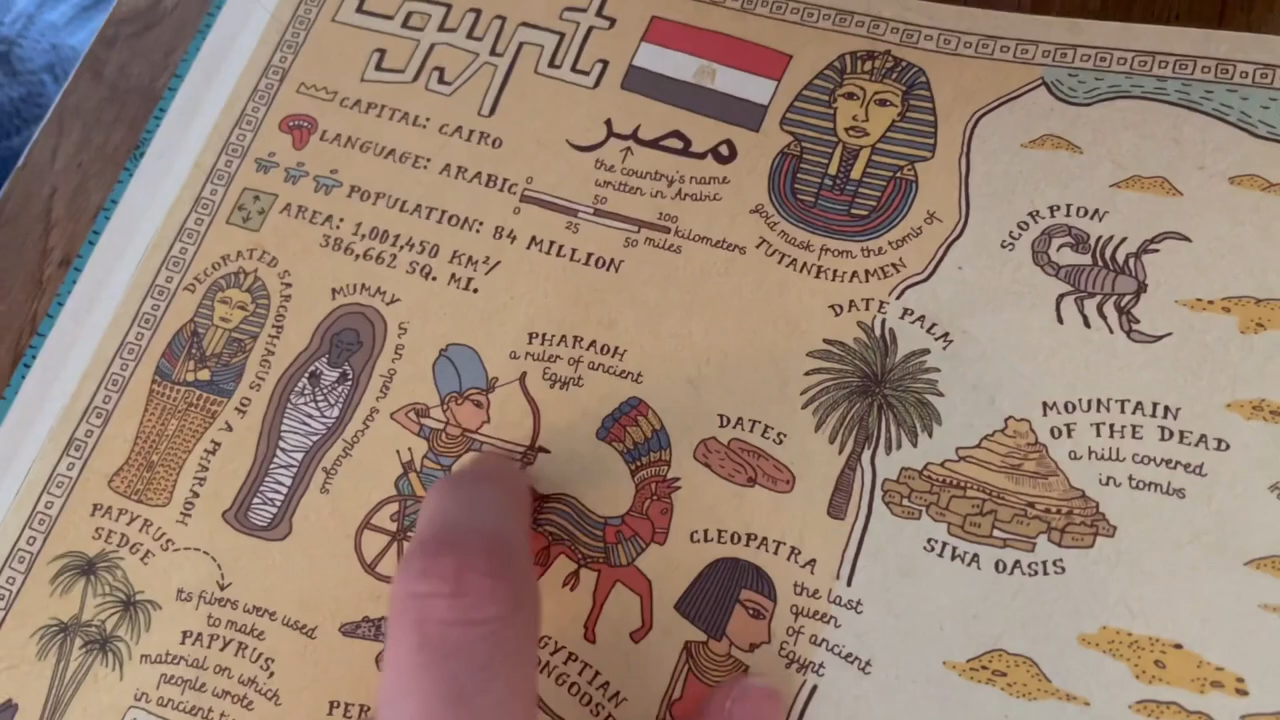 Egypt
CAPITAL: CAIRO
LANGUAGE: ARABIC
POPULATION: 84 MILLION
AREA: 1,001,450 KM²/
386,662 SQ. MI.
مصر
the country's name
written in Arabic
0 50 100 kilometers
0 25 50 miles
gold mask from the tomb of
TUTANKHAMEN
SCORPION
DECORATED SARCOPHAGUS OF A PHARAOH
MUMMY
in an open sarcophagus
PHARAOH
a ruler of ancient
Egypt
DATE PALM
DATES
MOUNTAIN
OF THE DEAD
a hill covered
in tombs
SIWA OASIS
PAPYRUS
SEDGE
Its fibers were used
to make
PAPYRUS,
material on which
people wrote
in ancient
CLEOPATRA
the last
queen
of ancient
Egypt